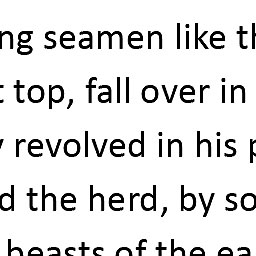 ng seamen like th
top, fall over in
revolved in his
d the herd, by so
beasts of the ea